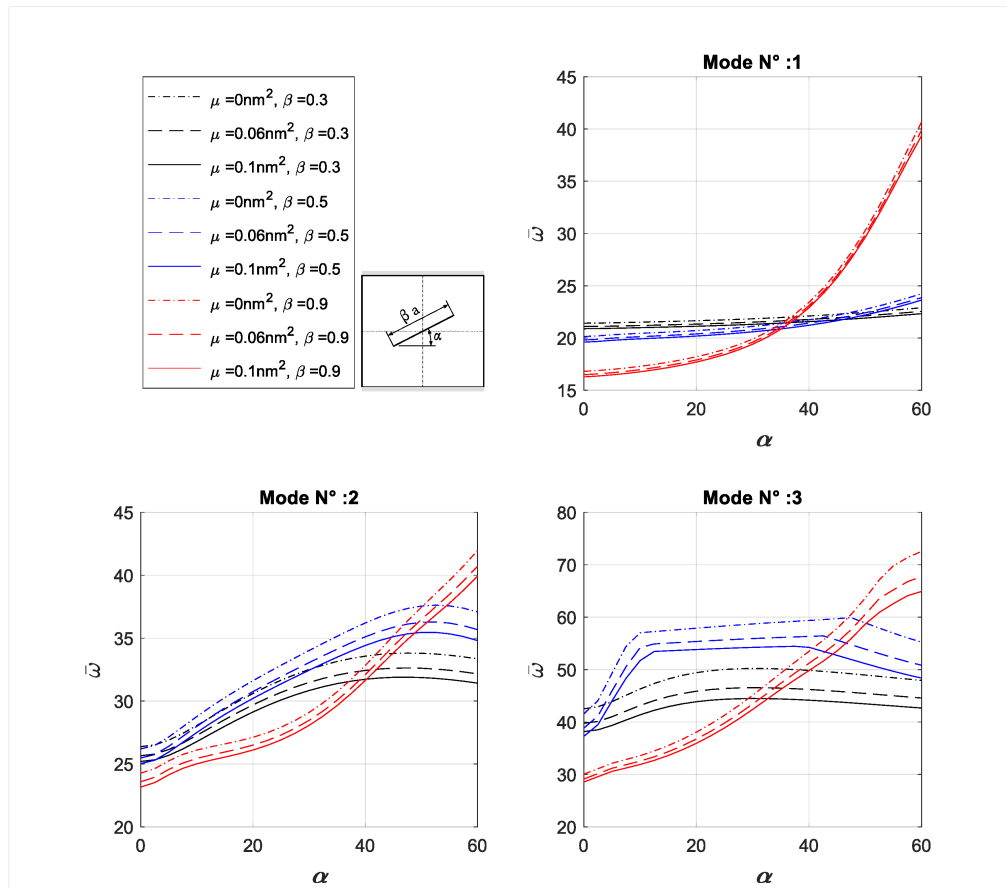 Mode N° :1
μ =0nm², β =0.3
μ =0.06nm², β =0.3
μ =0.1nm², β =0.3
μ =0nm², β =0.5
μ =0.06nm², β =0.5
μ =0.1nm², β =0.5
μ =0nm², β =0.9
μ =0.06nm², β =0.9
μ =0.1nm², β =0.9
β a
α
45
40
35
30
25
20
15
ω̄
0 20 40 60
α
Mode N° :2
45
40
35
30
25
20
ω̄
0 20 40 60
α
Mode N° :3
80
70
60
50
40
30
20
ω̄
0 20 40 60
α